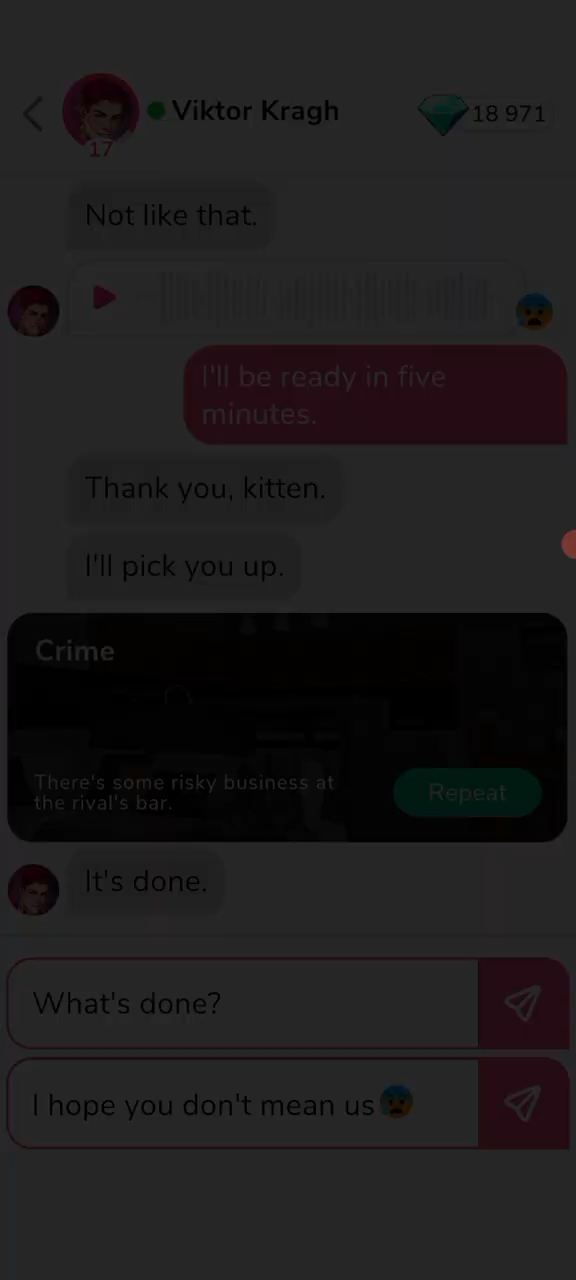 Viktor Kragh
18 971
17
Not like that.
I'll be ready in five
minutes.
Thank you, kitten.
I'll pick you up.
Crime
There's some risky business at
the rival's bar.
Repeat
It's done.
What's done?
I hope you don't mean us😰